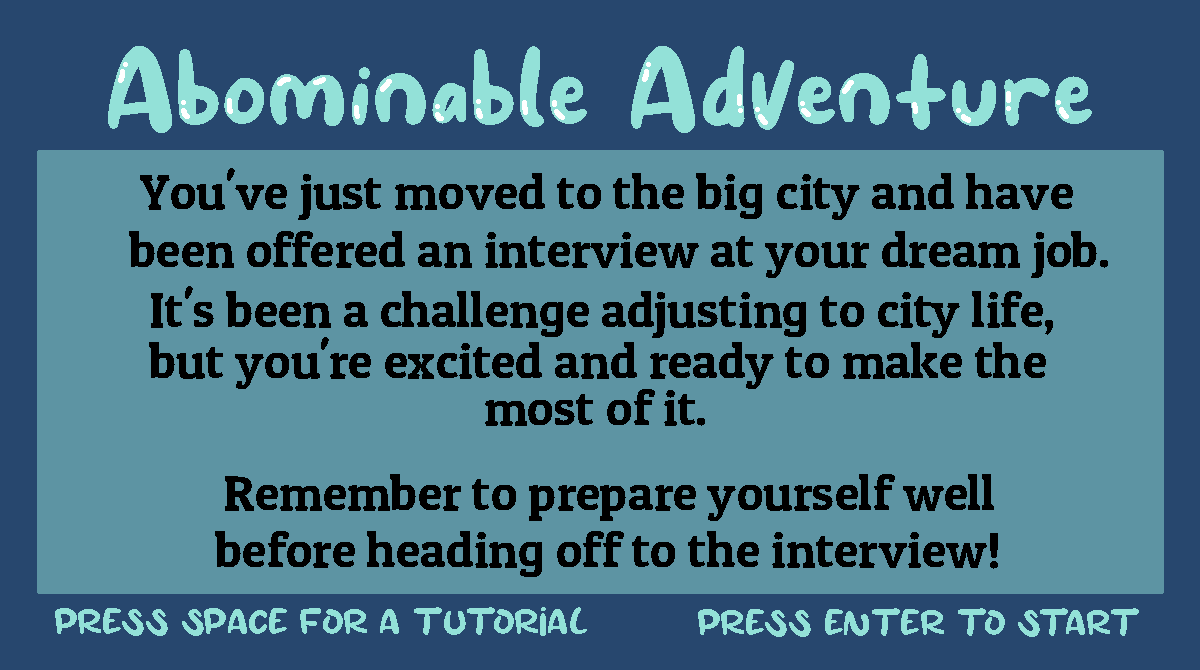 Abominable Adventure
You've just moved to the big city and have
been offered an interview at your dream job.
It's been a challenge adjusting to city life,
but you're excited and ready to make the
most of it.
Remember to prepare yourself well
before heading off to the interview!
PRESS SPACE FOR A TUTORIAL
PRESS ENTER TO START